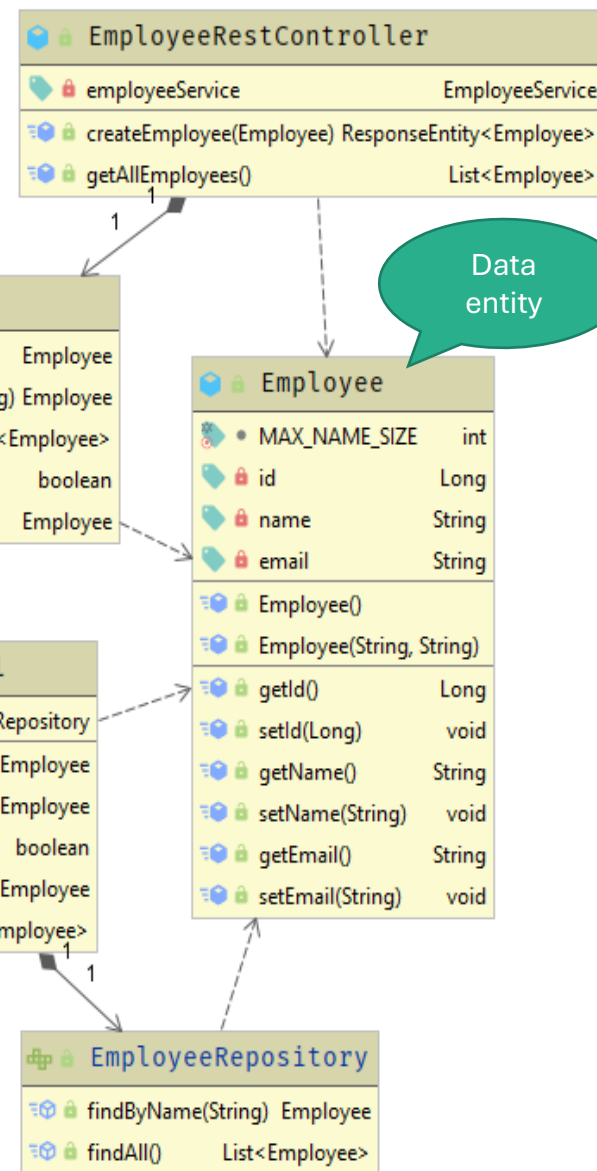 EmployeeRestController
employeeService EmployeeService
createEmployee(Employee) ResponseEntity<Employee>
getAllEmployees() List<Employee>
1
1
Data
entity
Employee
g) Employee
<Employee>
boolean
Employee
Employee
MAX_NAME_SIZE int
id Long
name String
email String
Employee()
Employee(String, String)
getId() Long
setId(Long) void
getName() String
setName(String) void
getEmail() String
setEmail(String) void
Repository
Employee
Employee
boolean
Employee
mployee>
1
1
EmployeeRepository
findByName(String) Employee
findAll() List<Employee>